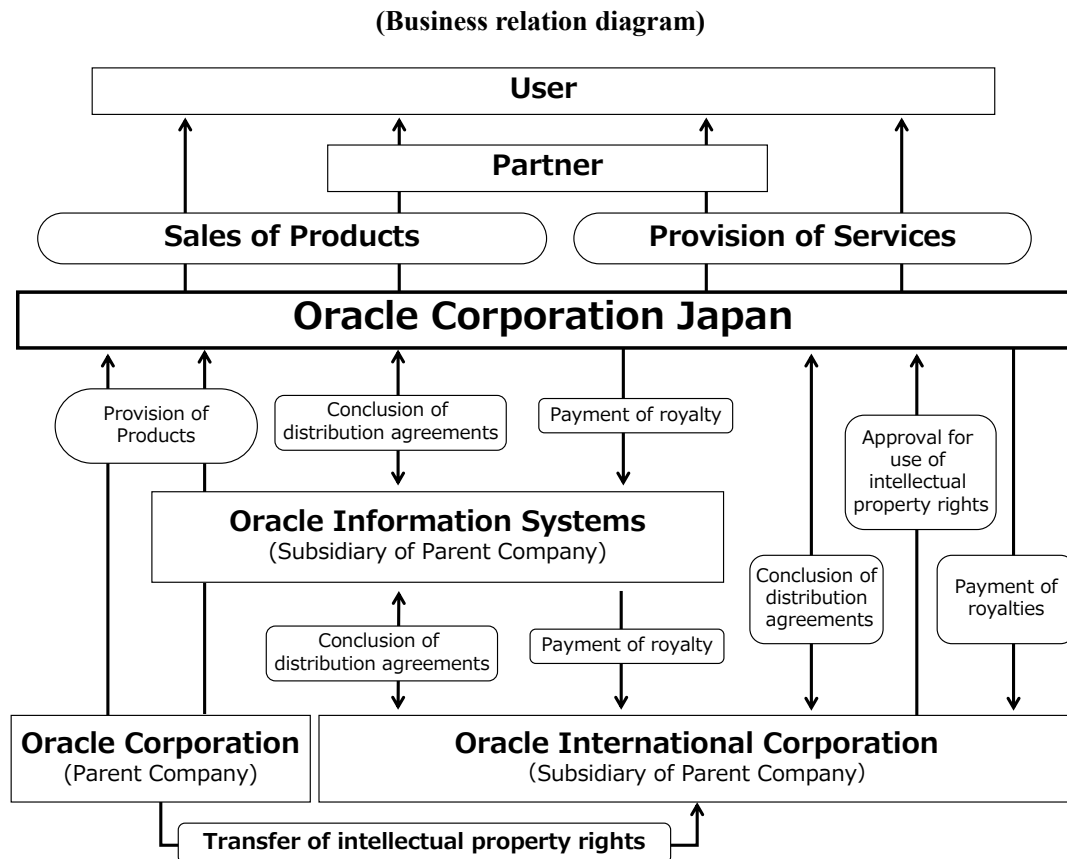 (Business relation diagram)
User
Partner
Sales of Products
Provision of Services
Oracle Corporation Japan
Provision of
Products
Conclusion of
distribution agreements
Payment of royalty
Approval for
use of
intellectual
property rights
Oracle Information Systems
(Subsidiary of Parent Company)
Conclusion of
distribution
agreements
Payment of
royalties
Conclusion of
distribution agreements
Payment of royalty
Oracle Corporation
(Parent Company)
Oracle International Corporation
(Subsidiary of Parent Company)
Transfer of intellectual property rights